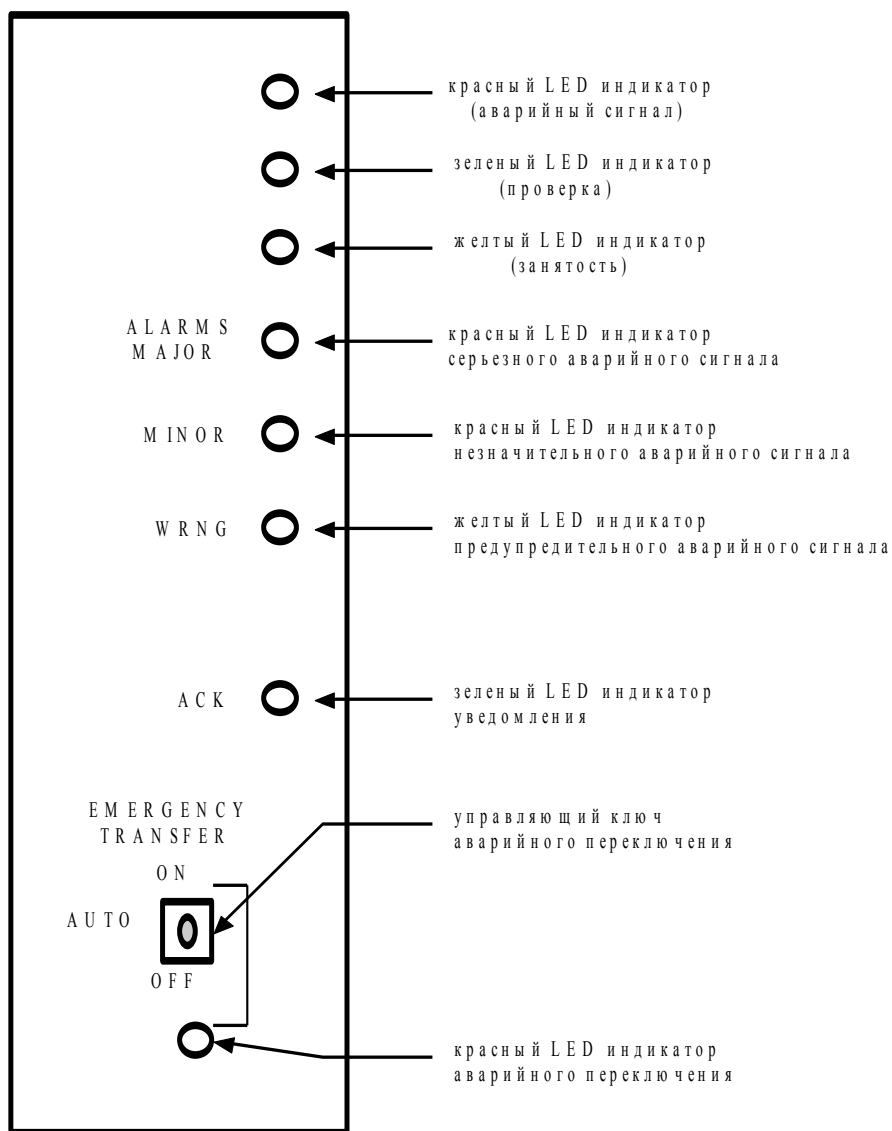 красный LED индикатор
(аварийный сигнал)
зеленый LED индикатор
(проверка)
желтый LED индикатор
(занятость)
ALARMS
MAJOR
красный LED индикатор
серьезного аварийного сигнала
MINOR
красный LED индикатор
незначительного аварийного сигнала
WRNG
желтый LED индикатор
предупредительного аварийного сигнала
ACK
зеленый LED индикатор
уведомления
EMERGENCY
TRANSFER
управляющий ключ
аварийного переключения
ON
AUTO
OFF
красный LED индикатор
аварийного переключения